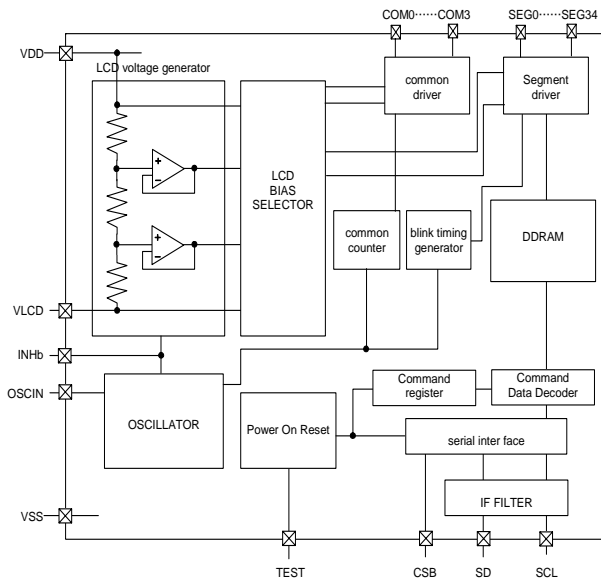 COM0······COM3
SEG0······SEG34
VDD
LCD voltage generator
common
driver
Segment
driver
LCD
BIAS
SELECTOR
common
counter
blink timing
generator
DDRAM
VLCD
INHb
OSCIN
OSCILLATOR
Power On Reset
Command
register
Command
Data Decoder
serial inter face
IF FILTER
VSS
TEST
CSB
SD
SCL